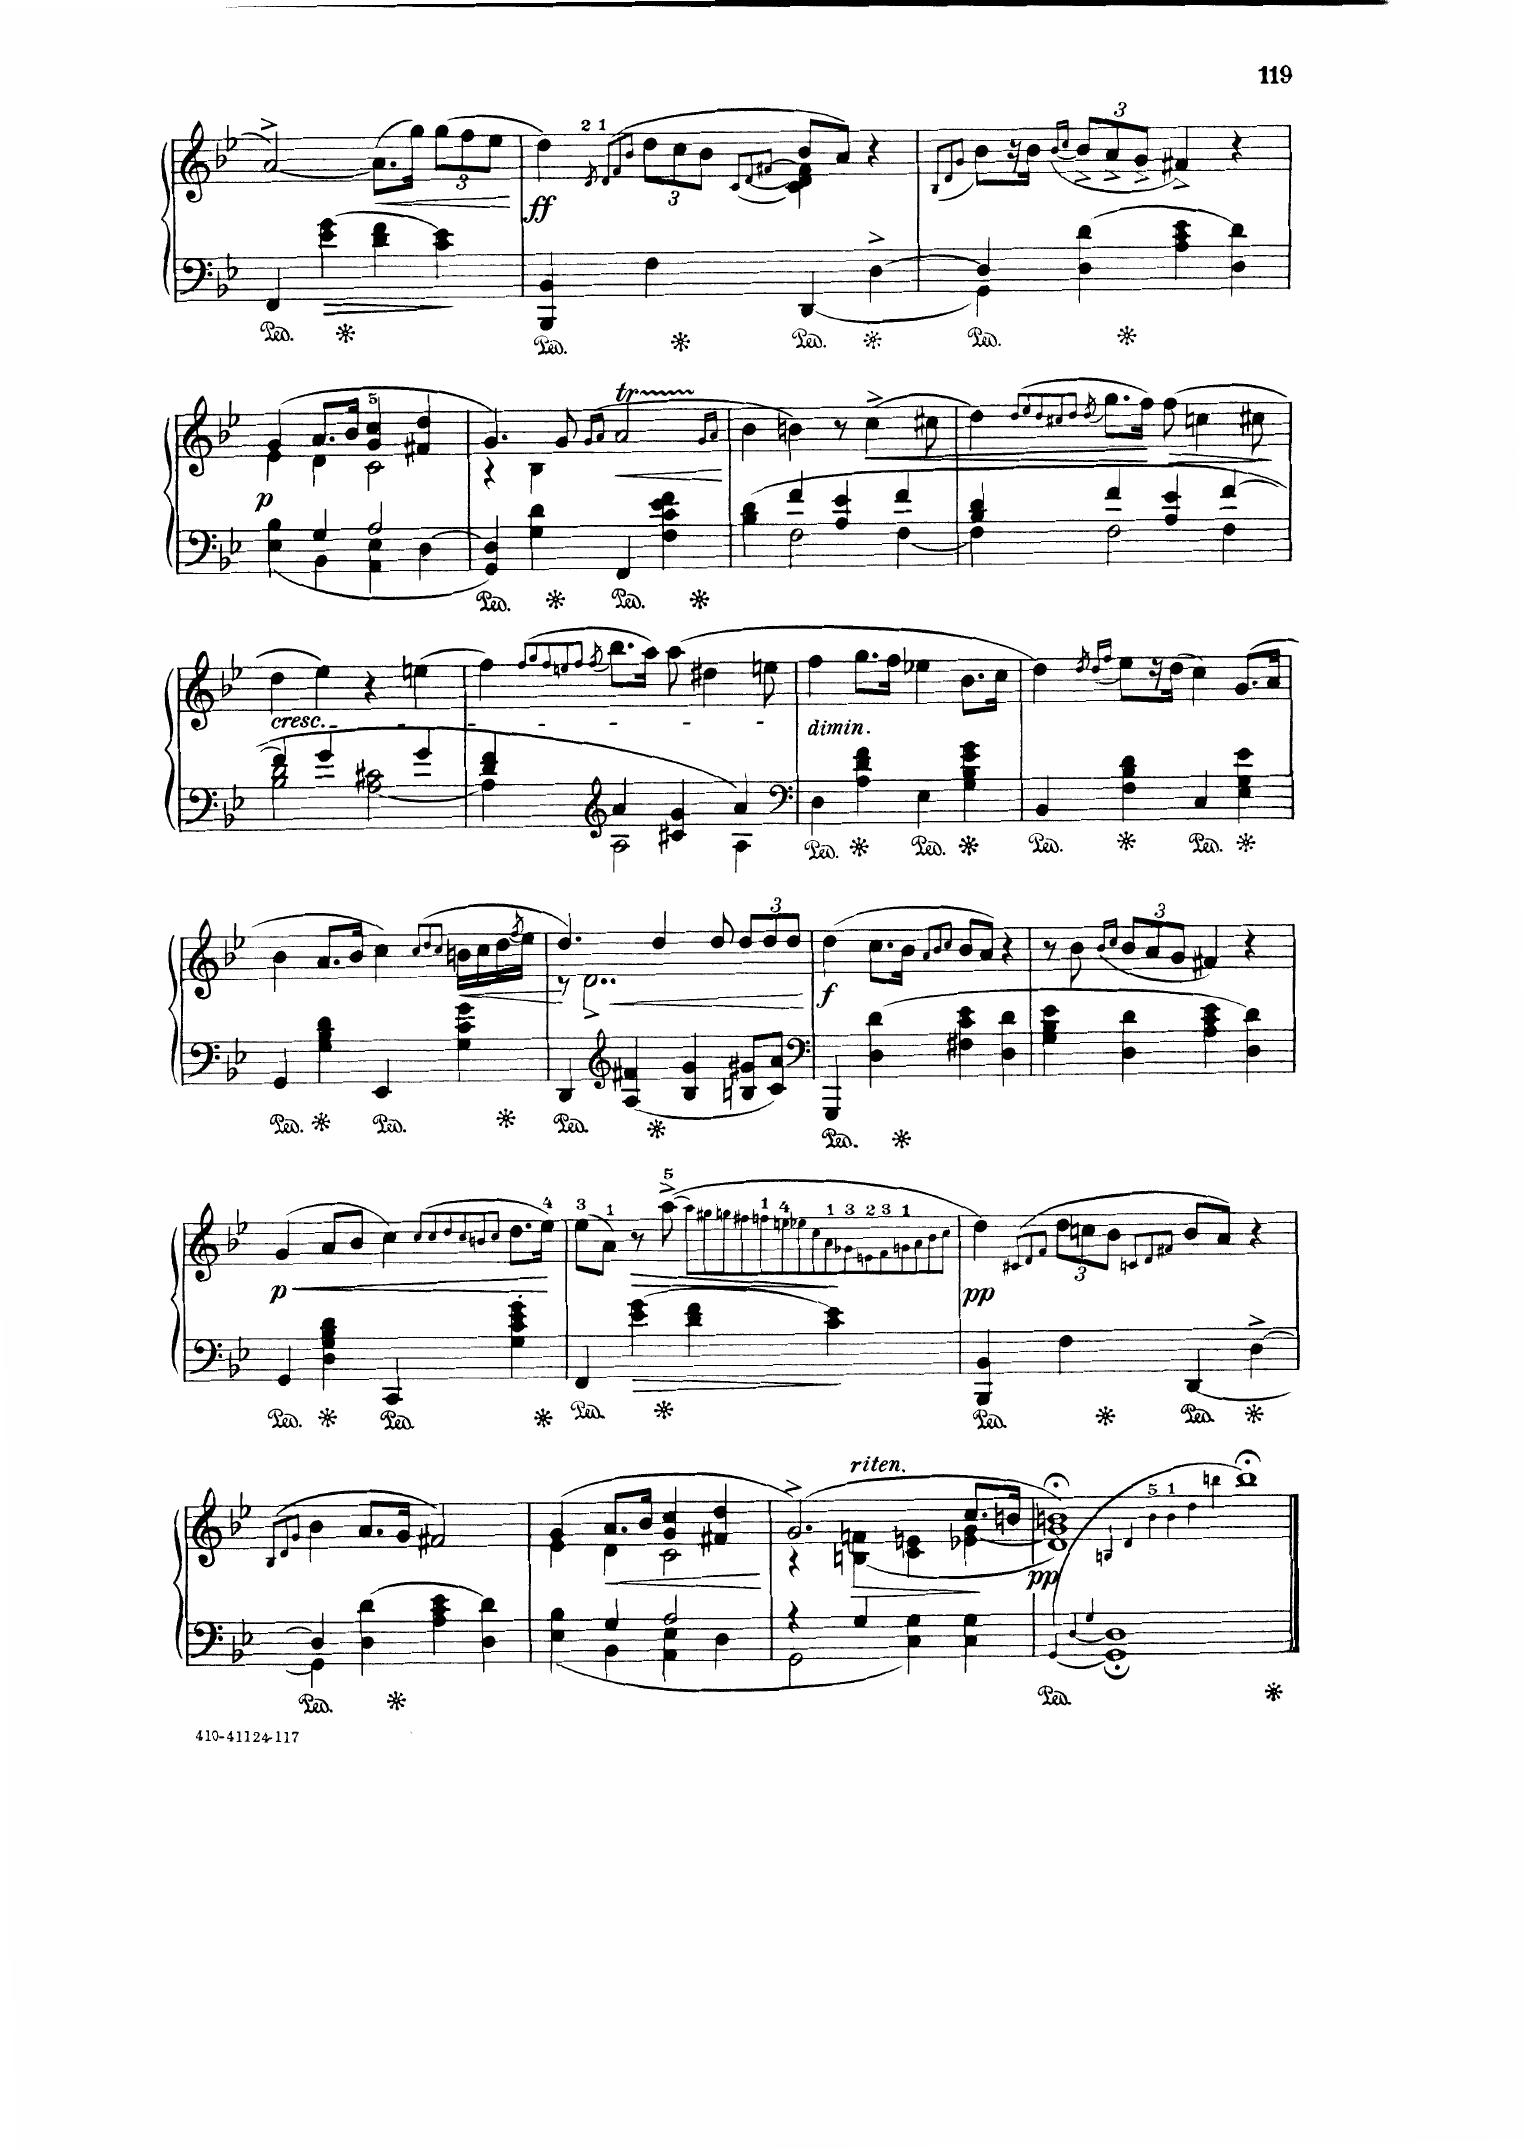 119
2 1
3
3
3
ff
Ped. Ped. Ped. Ped.
5
tr
p
Ped. Ped.
cresc.
dimin.
Ped. Ped. Ped. Ped.
3
f
Ped. Ped. Ped. Ped.
5
4
3 1 1 4 1 3 2 3 1
p
pp
3
Ped. Ped. Ped. Ped. Ped.
riten.
5 1
pp
Ped. Ped.
410-41124-117